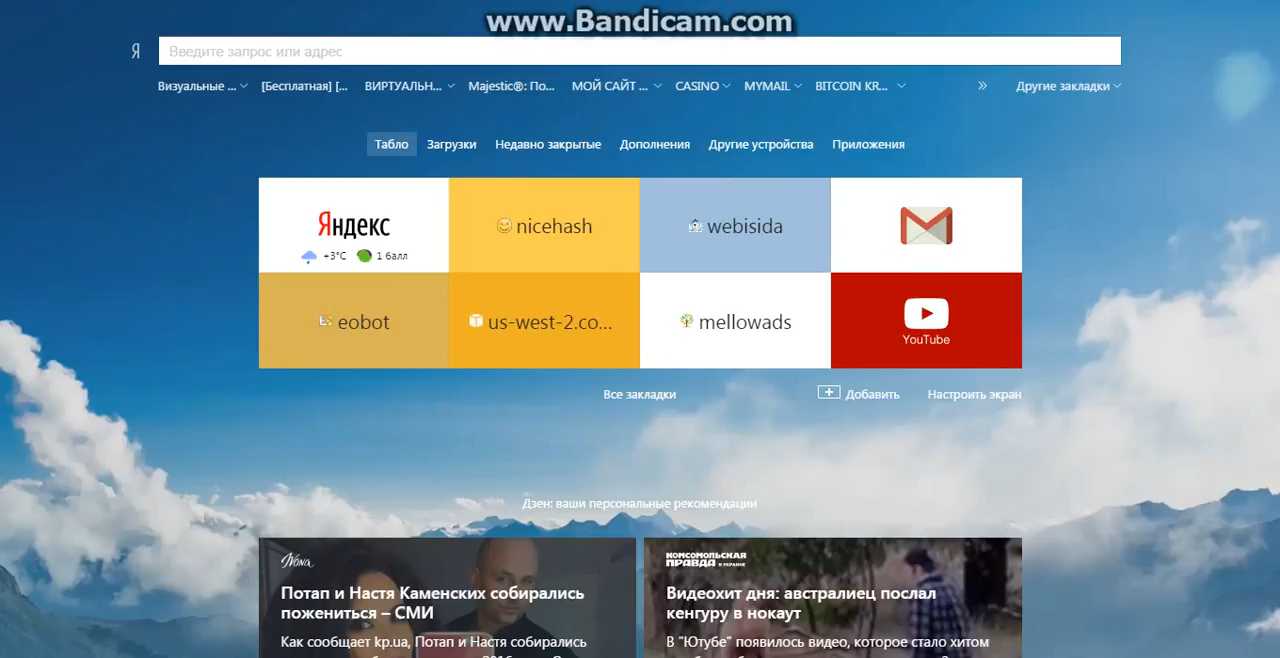 www.Bandicam.com
Я Введите запрос или адрес
Визуальные ... [Бесплатная] [... ВИРТУАЛЬН... Majestic®: По... МОЙ САЙТ ... CASINO MYMAIL BITCOIN KR... » Другие закладки
Табло Загрузки Недавно закрытые Дополнения Другие устройства Приложения
Яндекс nicehash webisida
+3°C 1 балл
eobot us-west-2.co... mellowads YouTube
Все закладки Добавить Настроить экран
Дзен: ваши персональные рекомендации
Ivona
Потап и Настя Каменских собирались
пожениться – СМИ
Как сообщает kp.ua, Потап и Настя собирались
КОМСОМОЛЬСКАЯ
ПРАВДА В УКРАИНЕ
Видеохит дня: австралиец послал
кенгуру в нокаут
В "Ютубе" появилось видео, которое стало хитом